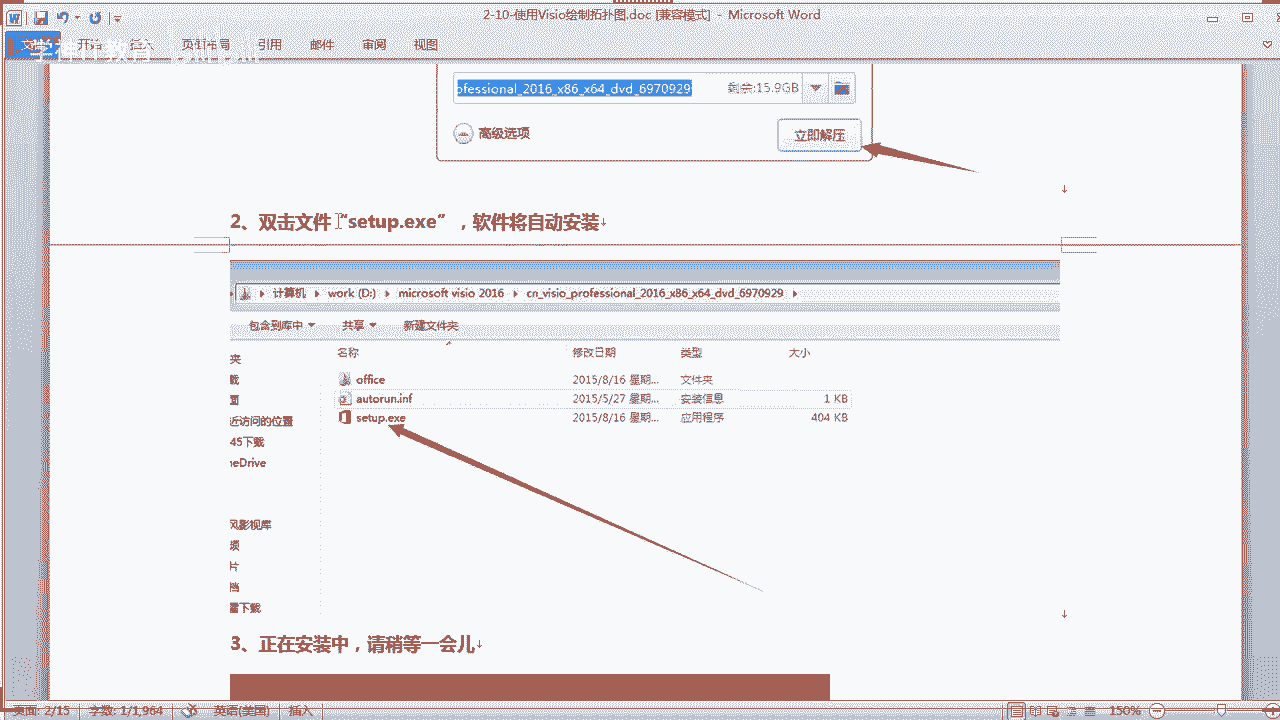 2-10-使用Visio绘制拓扑图.doc [兼容模式] - Microsoft Word
开始 插入 页面布局 引用 邮件 审阅 视图
ofessional_2016_x86_x64_dvd_6970929 剩余:15.9GB
高级选项 立即解压
2、双击文件“setup.exe”，软件将自动安装
计算机 work (D:) microsoft visio 2016 cn_visio_professional_2016_x86_x64_dvd_6970929
包含到库中 共享 新建文件夹
名称 修改日期 类型 大小
夹
载 office 2015/8/16 星期... 文件夹
面 autorun.inf 2015/5/27 星期... 安装信息 1 KB
近访问的位置 setup.exe 2015/8/16 星期... 应用程序 404 KB
45下载
neDrive
风影视库
频
片
档
雷下载
3、正在安装中，请稍等一会儿
页面: 2/15 字数: 1/1,964 英语(美国) 插入 150%